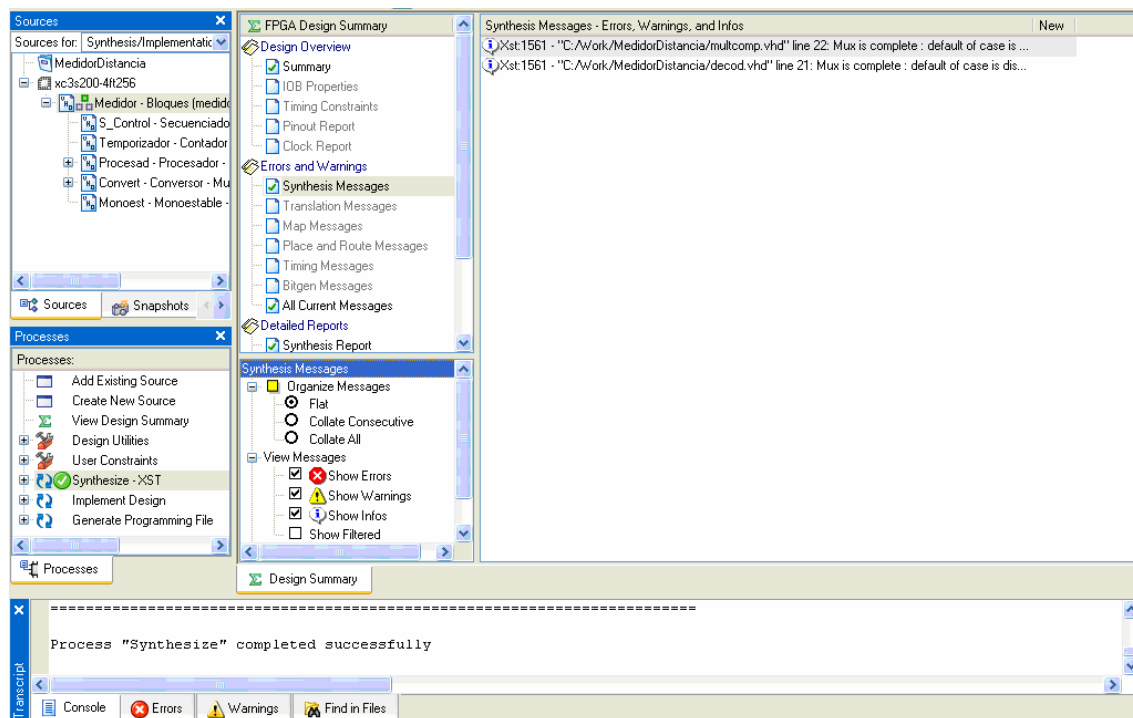 Sources
Sources for: Synthesis/Implementatic
MedidorDistancia
xc3s200-4ft256
Medidor - Bloques (medido
S_Control - Secuenciado
Temporizador - Contador
Procesad - Procesador -
Convert - Conversor - Mu
Monoest - Monoestable -
Sources
Snapshots
Processes
Processes:
Add Existing Source
Create New Source
View Design Summary
Design Utilities
User Constraints
Synthesize - XST
Implement Design
Generate Programming File
Processes
FPGA Design Summary
Design Overview
Summary
IOB Properties
Timing Constraints
Pinout Report
Clock Report
Errors and Warnings
Synthesis Messages
Translation Messages
Map Messages
Place and Route Messages
Timing Messages
Bitgen Messages
All Current Messages
Detailed Reports
Synthesis Report
Synthesis Messages
Organize Messages
Flat
Collate Consecutive
Collate All
View Messages
Show Errors
Show Warnings
Show Infos
Show Filtered
Design Summary
Synthesis Messages - Errors, Warnings, and Infos
New
Xst:1561 - "C:/Work/MedidorDistancia/multcomp.vhd" line 22: Mux is complete : default of case is ...
Xst:1561 - "C:/Work/MedidorDistancia/decod.vhd" line 21: Mux is complete : default of case is dis...
=========================================================================
Process "Synthesize" completed successfully
Transcript
Console
Errors
Warnings
Find in Files